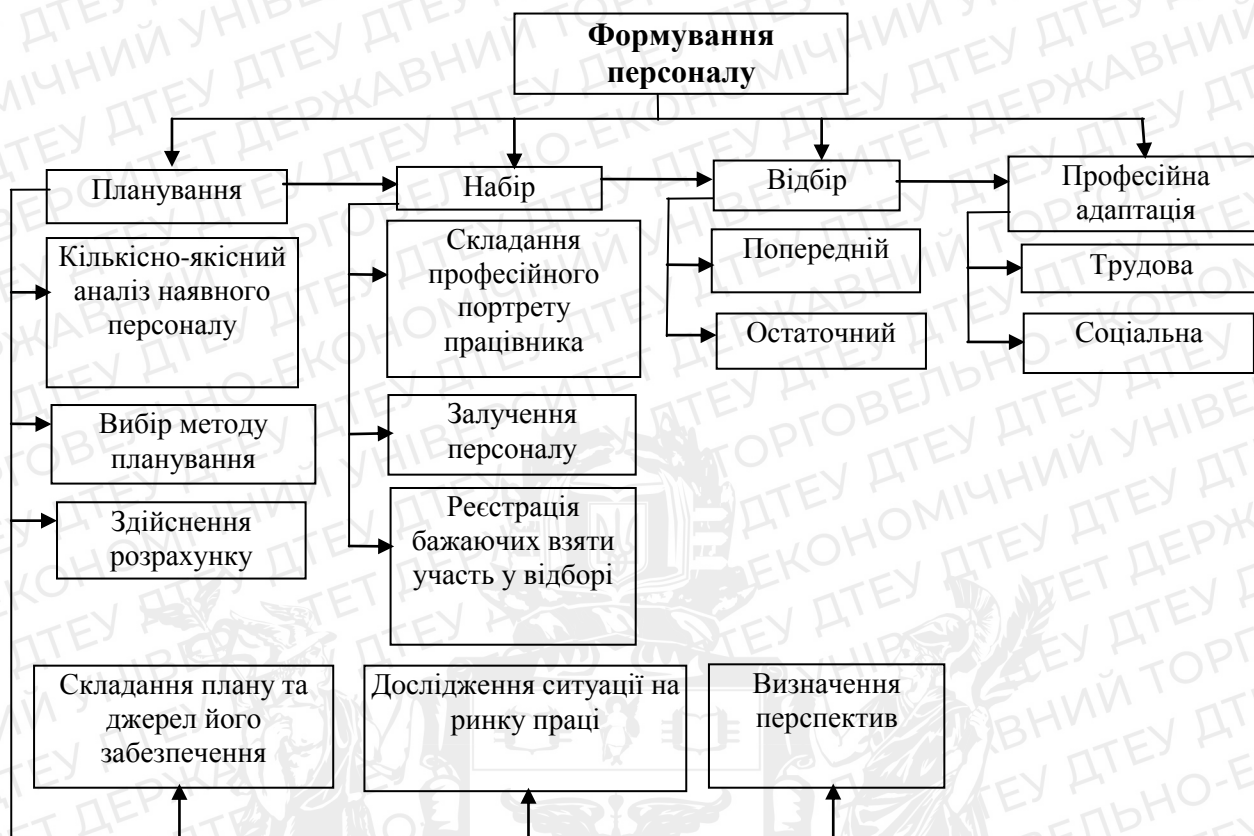 Формування
персоналу
Планування
Набір
Відбір
Професійна
адаптація
Кількісно-якісний
аналіз наявного
персоналу
Вибір методу
планування
Здійснення
розрахунку
Складання
професійного
портрету
працівника
Залучення
персоналу
Реєстрація
бажаючих взяти
участь у відборі
Попередній
Остаточний
Трудова
Соціальна
Складання плану та
джерел його
забезпечення
Дослідження ситуації на
ринку праці
Визначення
перспектив